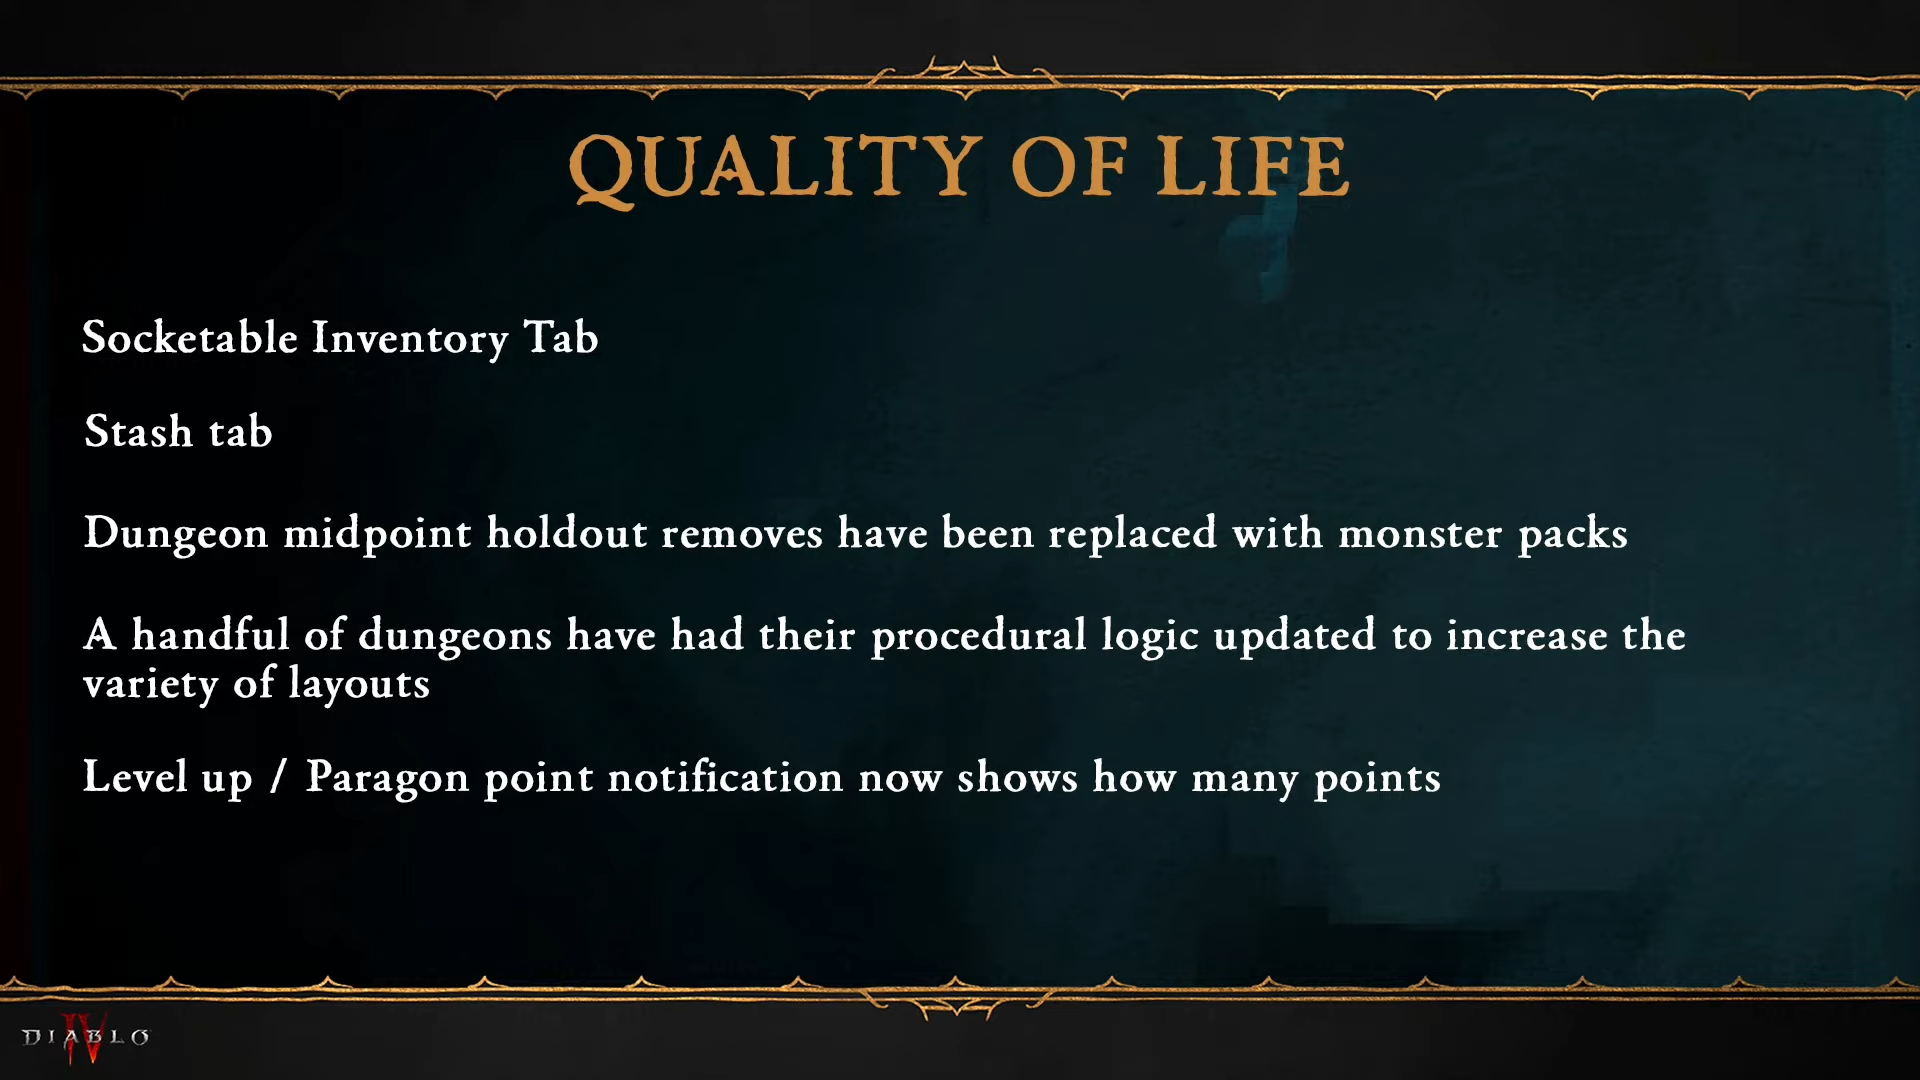 QUALITY OF LIFE
Socketable Inventory Tab
Stash tab
Dungeon midpoint holdout removes have been replaced with monster packs
A handful of dungeons have had their procedural logic updated to increase the
variety of layouts
Level up / Paragon point notification now shows how many points
DIABLO
IV